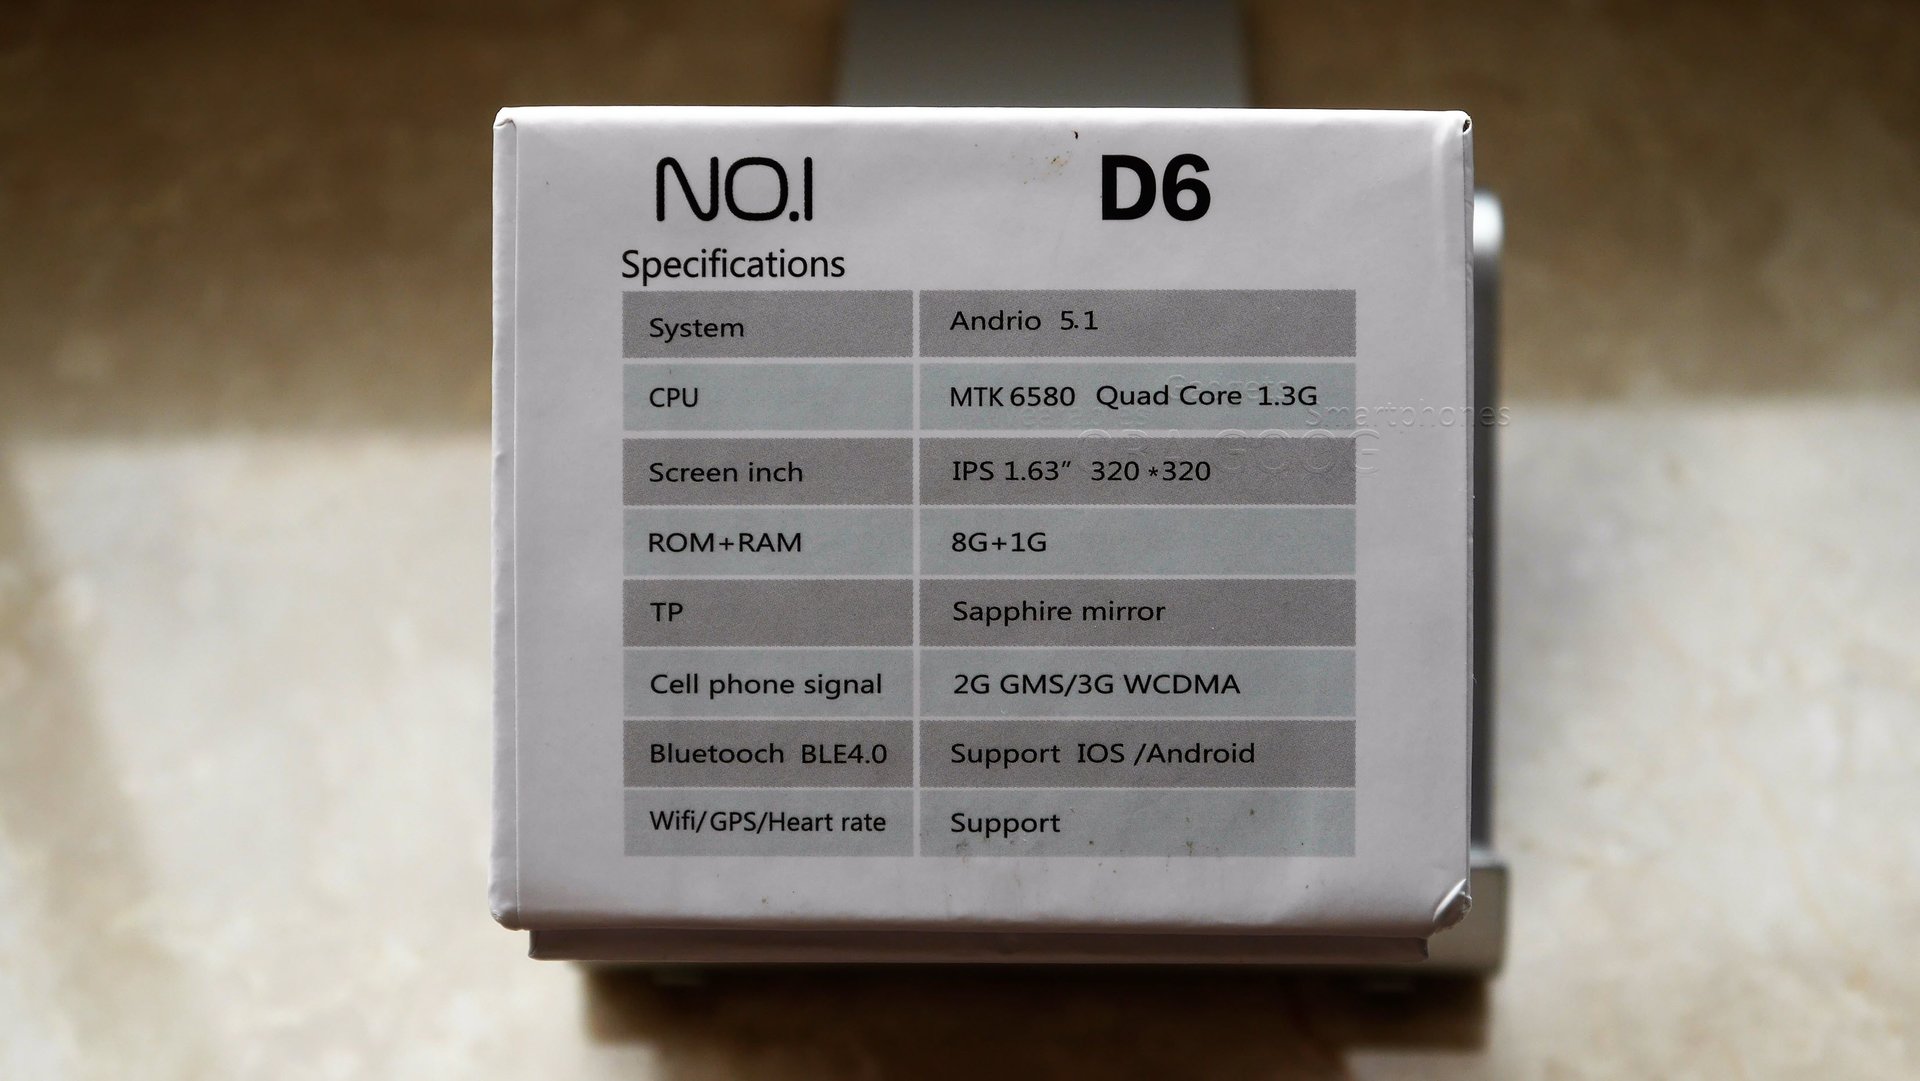 NO.1 D6
Specifications
System Andrio 5.1
CPU MTK 6580 Quad Core 1.3G
Screen inch IPS 1.63” 320 *320
ROM+RAM 8G+1G
TP Sapphire mirror
Cell phone signal 2G GMS/3G WCDMA
Bluetooch BLE4.0 Support IOS /Android
Wifi/GPS/Heart rate Support
Smartphones